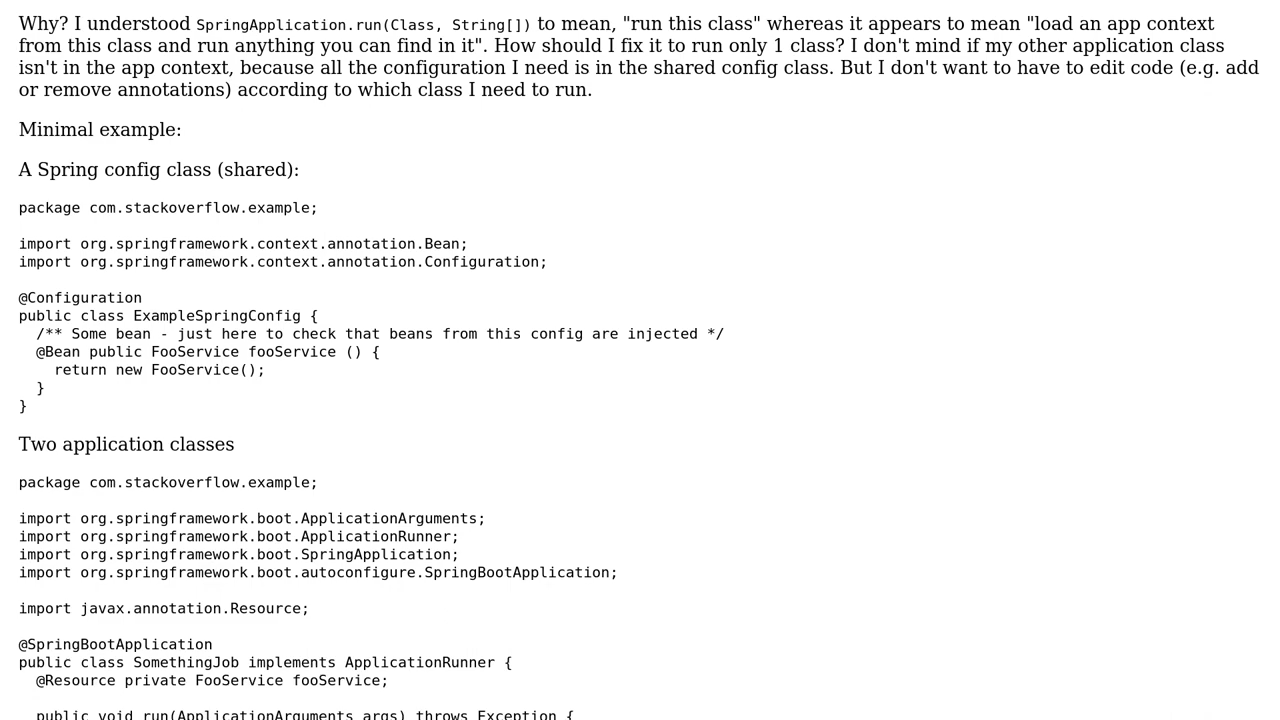 Why? I understood SpringApplication.run(Class, String[]) to mean, "run this class" whereas it appears to mean "load an app context
from this class and run anything you can find in it". How should I fix it to run only 1 class? I don't mind if my other application class
isn't in the app context, because all the configuration I need is in the shared config class. But I don't want to have to edit code (e.g. add
or remove annotations) according to which class I need to run.
Minimal example:
A Spring config class (shared):
package com.stackoverflow.example;
import org.springframework.context.annotation.Bean;
import org.springframework.context.annotation.Configuration;
@Configuration
public class ExampleSpringConfig {
  /** Some bean - just here to check that beans from this config are injected */
  @Bean public FooService fooService () {
    return new FooService();
  }
}
Two application classes
package com.stackoverflow.example;
import org.springframework.boot.ApplicationArguments;
import org.springframework.boot.ApplicationRunner;
import org.springframework.boot.SpringApplication;
import org.springframework.boot.autoconfigure.SpringBootApplication;
import javax.annotation.Resource;
@SpringBootApplication
public class SomethingJob implements ApplicationRunner {
  @Resource private FooService fooService;
  public void run(ApplicationArguments args) throws Exception {